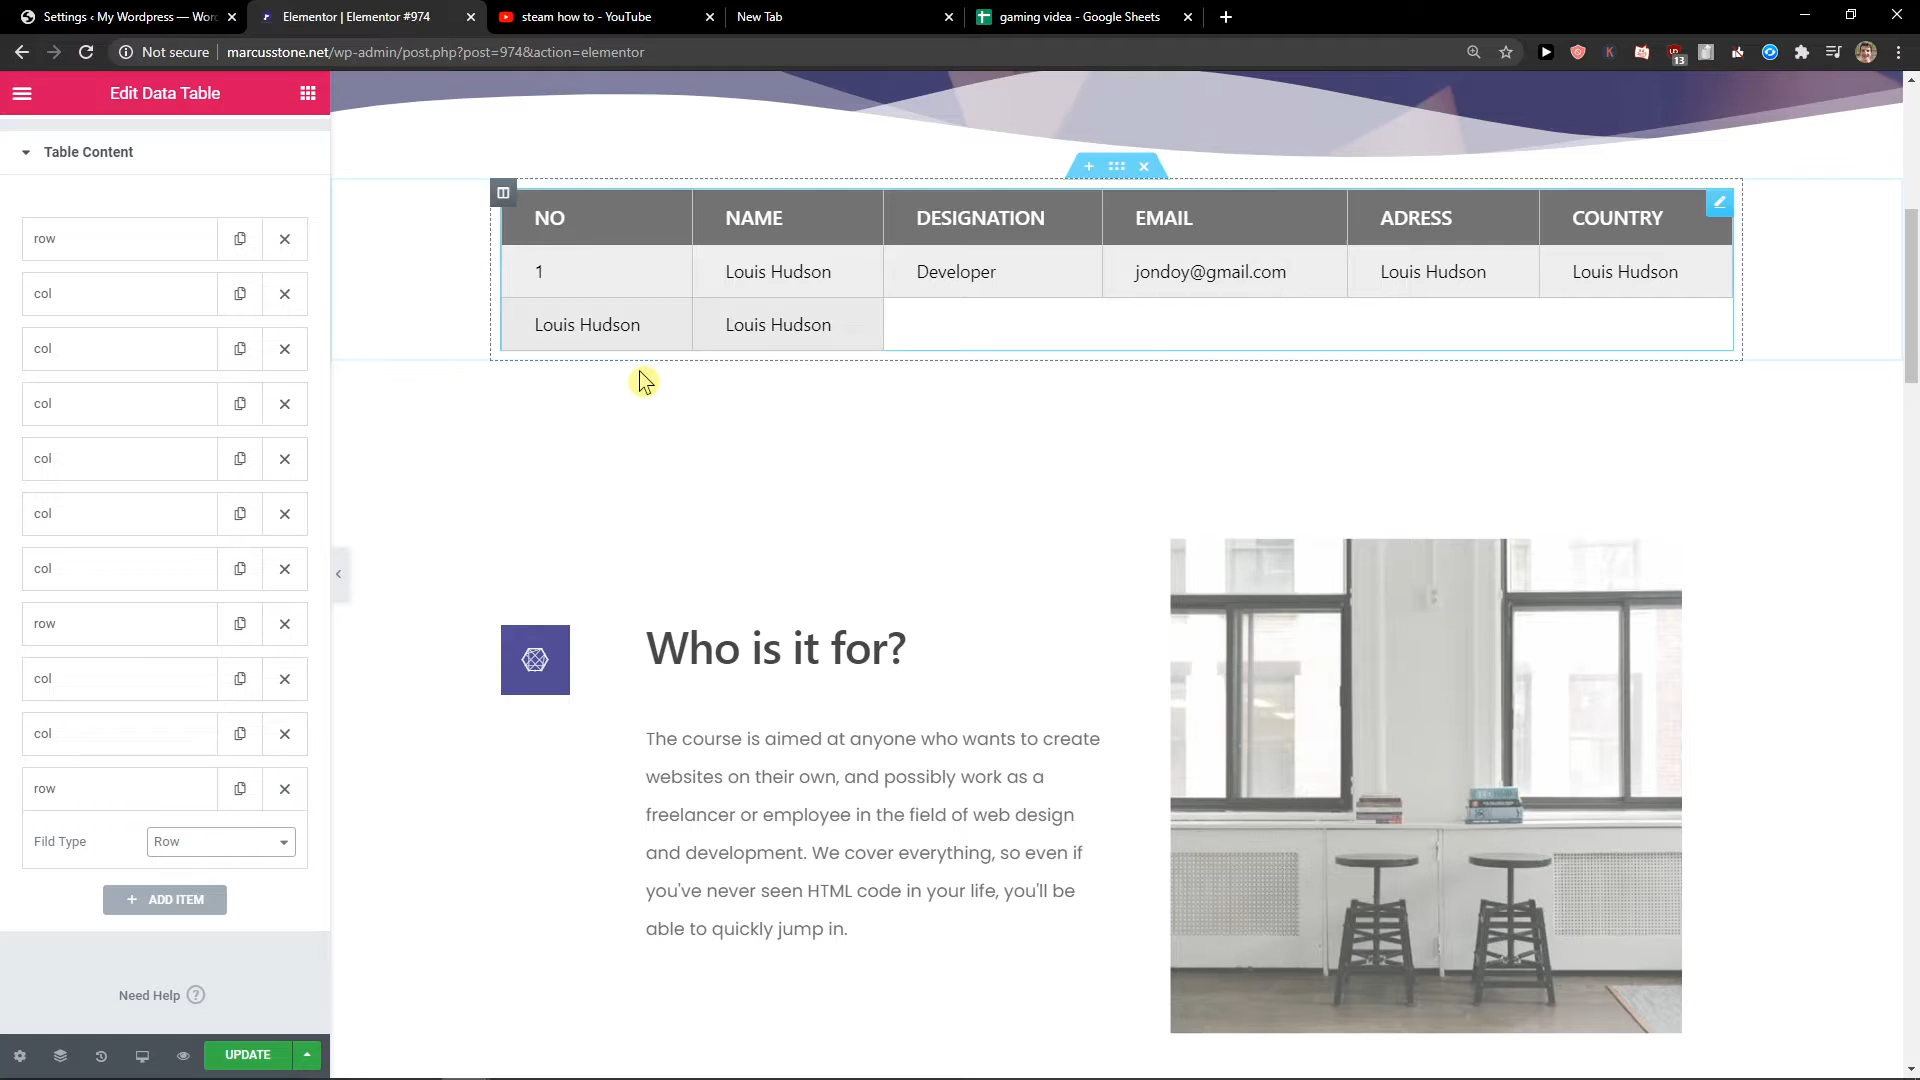 Settings ‹ My Wordpress — Wor
Elementor | Elementor #974
steam how to - YouTube
New Tab
gaming videa - Google Sheets
Not secure
marcusstone.net/wp-admin/post.php?post=974&action=elementor
13
Edit Data Table
Table Content
row
col
col
col
col
col
col
row
col
col
row
Fild Type
Row
ADD ITEM
Need Help
UPDATE
NO NAME DESIGNATION EMAIL ADRESS COUNTRY
1 Louis Hudson Developer jondoy@gmail.com Louis Hudson Louis Hudson
Louis Hudson Louis Hudson
Who is it for?
The course is aimed at anyone who wants to create
websites on their own, and possibly work as a
freelancer or employee in the field of web design
and development. We cover everything, so even if
you've never seen HTML code in your life, you'll be
able to quickly jump in.